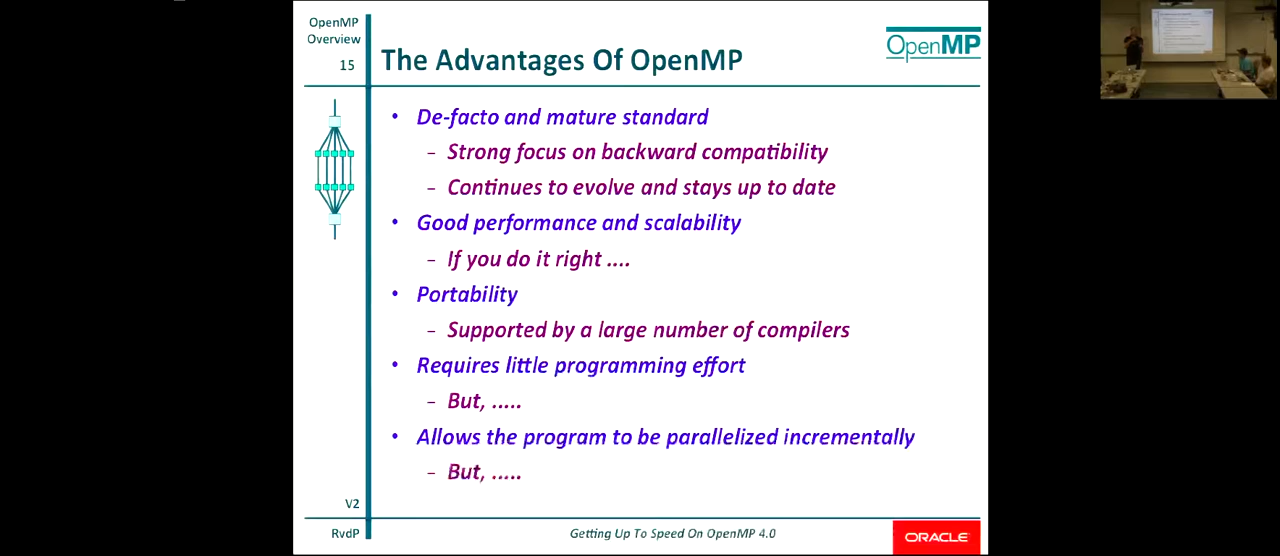 OpenMP
Overview
15
The Advantages Of OpenMP
OpenMP
• De-facto and mature standard
– Strong focus on backward compatibility
– Continues to evolve and stays up to date
• Good performance and scalability
– If you do it right ....
• Portability
– Supported by a large number of compilers
• Requires little programming effort
– But, .....
• Allows the program to be parallelized incrementally
– But, .....
V2
RvdP
Getting Up To Speed On OpenMP 4.0
ORACLE